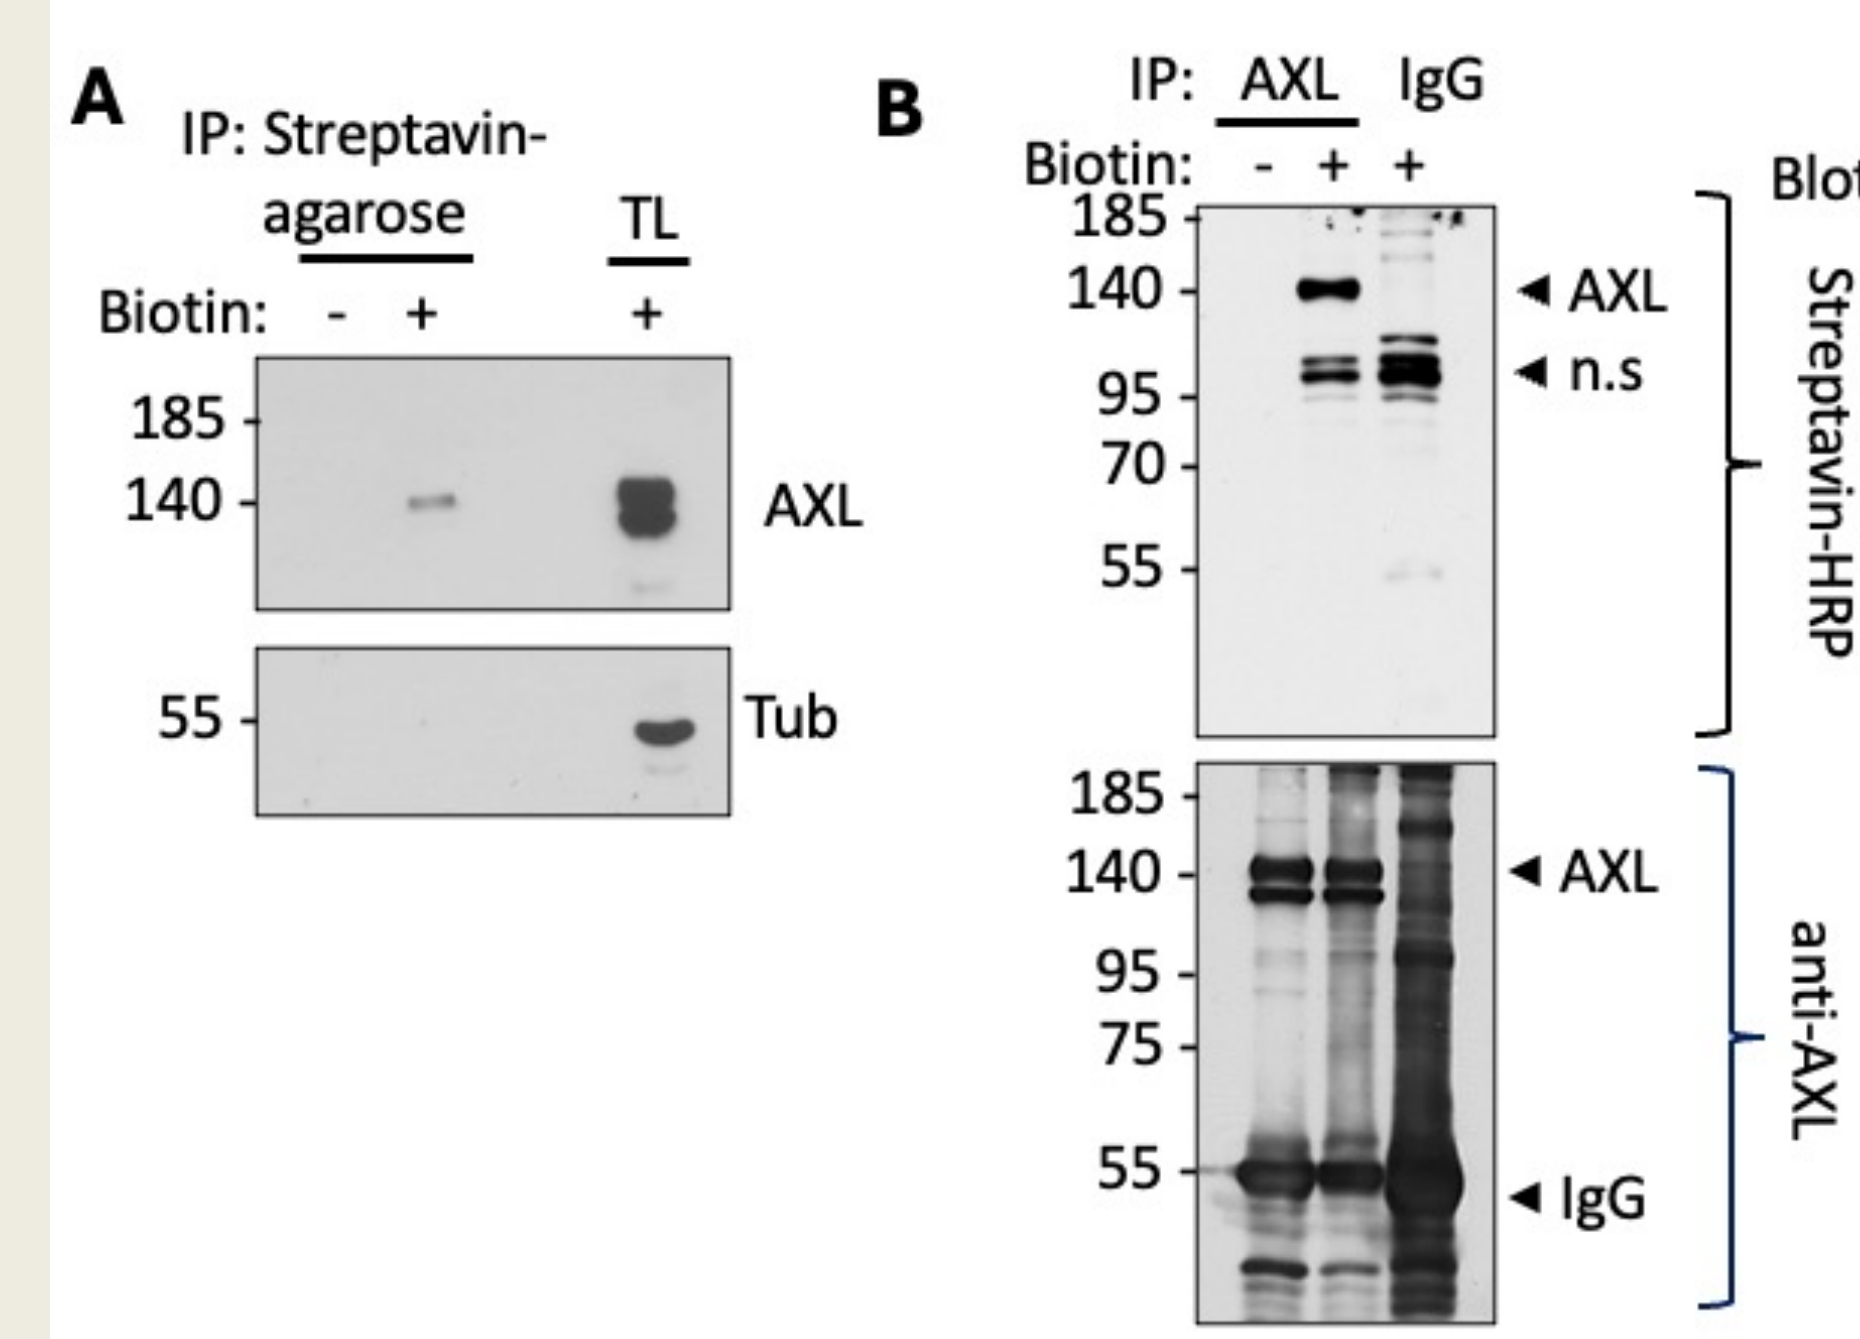 A
IP: Streptavin-
agarose
TL
Biotin: - + +
185 -
140 -
AXL
55 -
Tub
B
IP: AXL IgG
Biotin: - + +
185 -
140 -
95 -
70 -
55 -
AXL
n.s
Streptavin-HRP
185 -
140 -
95 -
75 -
55 -
AXL
IgG
anti-AXL